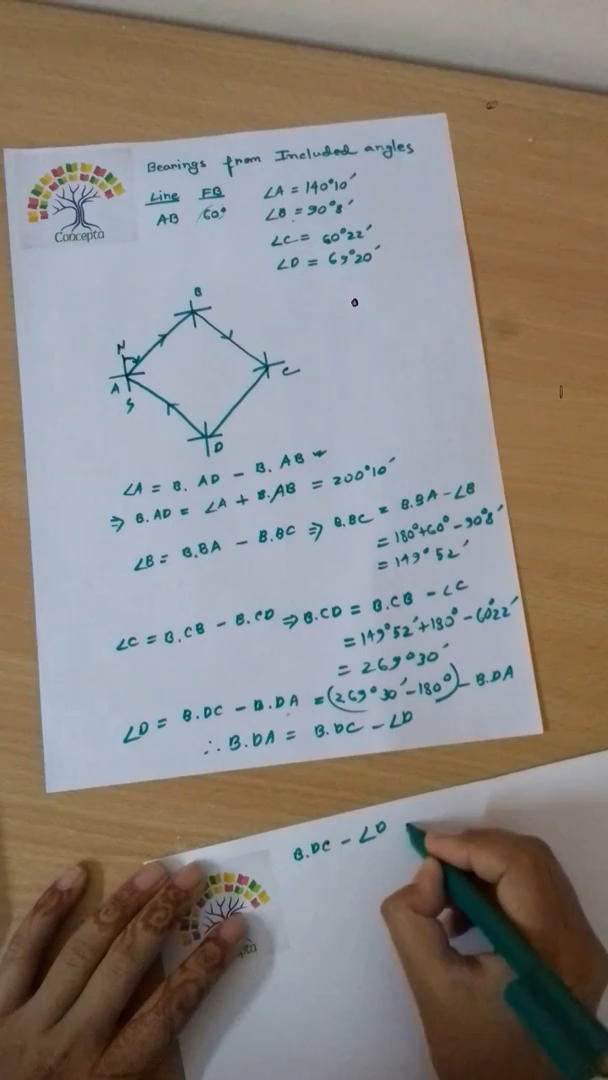 Concepta
Bearings from Included angles
Line FB
AB 60°
∠A = 140°10′
∠B = 90°8′
∠C = 60°22′
∠D = 69°20′
B
N
A
S
C
D
∠A = B. AD - B. AB
⇒ B.AD = ∠A + B.AB = 200°10′
∠B = B.BA - B.BC ⇒ B.BC = B.BA - ∠B
= 180°+60° - 90°8′
= 149°52′
∠C = B.CB - B.CD ⇒ B.CD = B.CB - ∠C
= 149°52′+180° - 60°22′
= 269°30′
∠D = B.DC - B.DA = (269°30′-180°) - B.DA
∴ B.DA = B.DC - ∠D
B.DC - ∠D